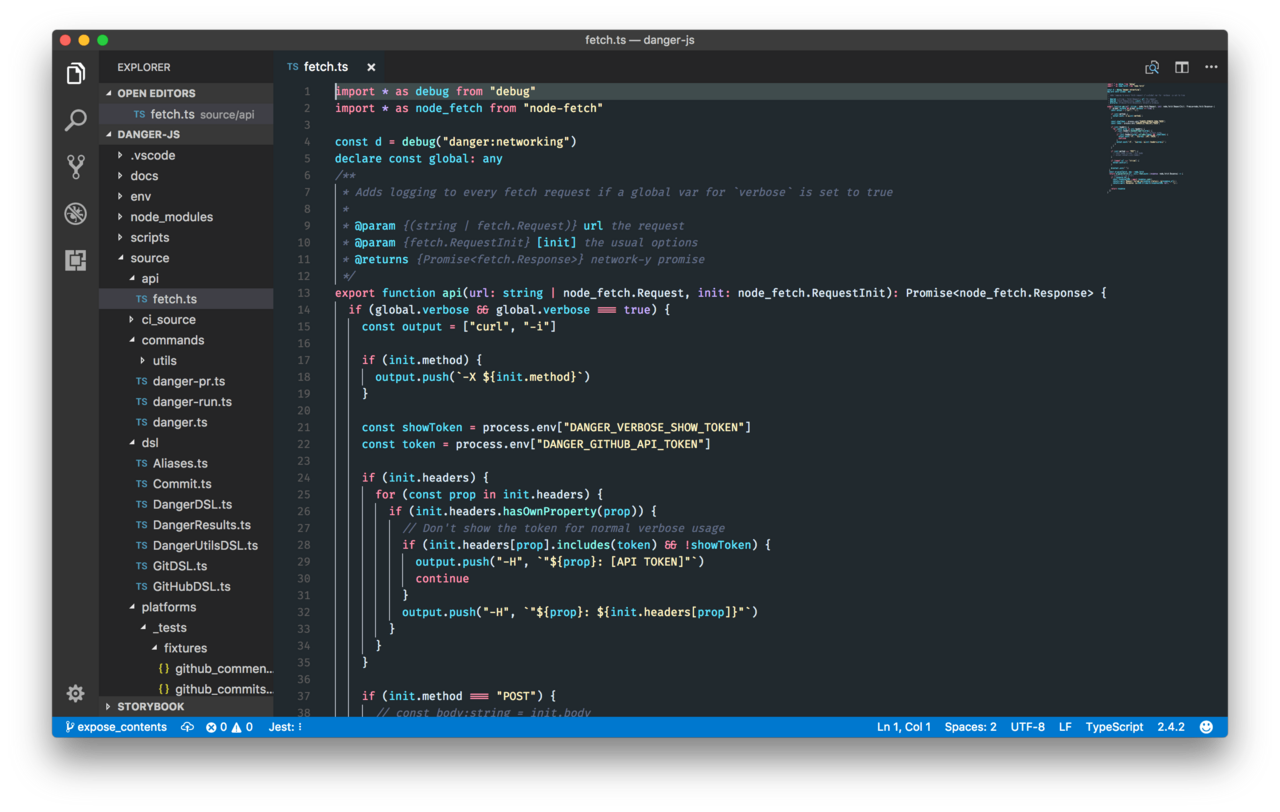 fetch.ts — danger-js
EXPLORER
OPEN EDITORS
TS fetch.ts source/api
DANGER-JS
.vscode
docs
env
node_modules
scripts
source
api
TS fetch.ts
ci_source
commands
utils
TS danger-pr.ts
TS danger-run.ts
TS danger.ts
dsl
TS Aliases.ts
TS Commit.ts
TS DangerDSL.ts
TS DangerResults.ts
TS DangerUtilsDSL.ts
TS GitDSL.ts
TS GitHubDSL.ts
platforms
_tests
fixtures
{} github_commen...
{} github_commits...
STORYBOOK
TS fetch.ts ×
1 import * as debug from "debug"
2 import * as node_fetch from "node-fetch"
3
4 const d = debug("danger:networking")
5 declare const global: any
6 /**
7 * Adds logging to every fetch request if a global var for `verbose` is set to true
8 *
9 * @param {(string | fetch.Request)} url the request
10 * @param {fetch.RequestInit} [init] the usual options
11 * @returns {Promise<fetch.Response>} network-y promise
12 */
13 export function api(url: string | node_fetch.Request, init: node_fetch.RequestInit): Promise<node_fetch.Response> {
14 if (global.verbose && global.verbose === true) {
15 const output = ["curl", "-i"]
16
17 if (init.method) {
18 output.push(`-X ${init.method}`)
19 }
20
21 const showToken = process.env["DANGER_VERBOSE_SHOW_TOKEN"]
22 const token = process.env["DANGER_GITHUB_API_TOKEN"]
23
24 if (init.headers) {
25 for (const prop in init.headers) {
26 if (init.headers.hasOwnProperty(prop)) {
27 // Don't show the token for normal verbose usage
28 if (init.headers[prop].includes(token) && !showToken) {
29 output.push("-H", `"${prop}: [API TOKEN]"`)
30 continue
31 }
32 output.push("-H", `"${prop}: ${init.headers[prop]}"`)
33 }
34 }
35 }
36
37 if (init.method === "POST") {
38 // const body:string = init.body
expose_contents 0 0 Jest: Ln 1, Col 1 Spaces: 2 UTF-8 LF TypeScript 2.4.2